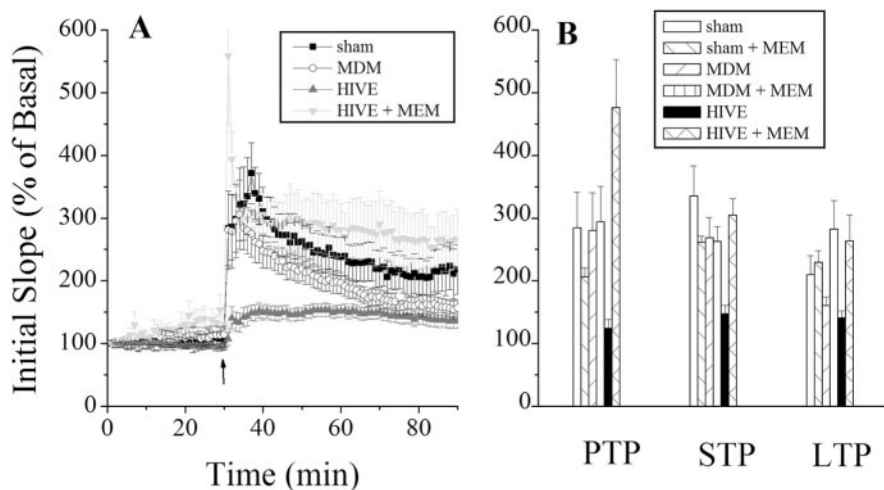 A
sham
MDM
HIVE
HIVE + MEM
600
500
400
300
200
100
0
0 20 40 60 80
Initial Slope (% of Basal)
Time (min)
B
sham
sham + MEM
MDM
MDM + MEM
HIVE
HIVE + MEM
600
500
400
300
200
100
0
PTP STP LTP